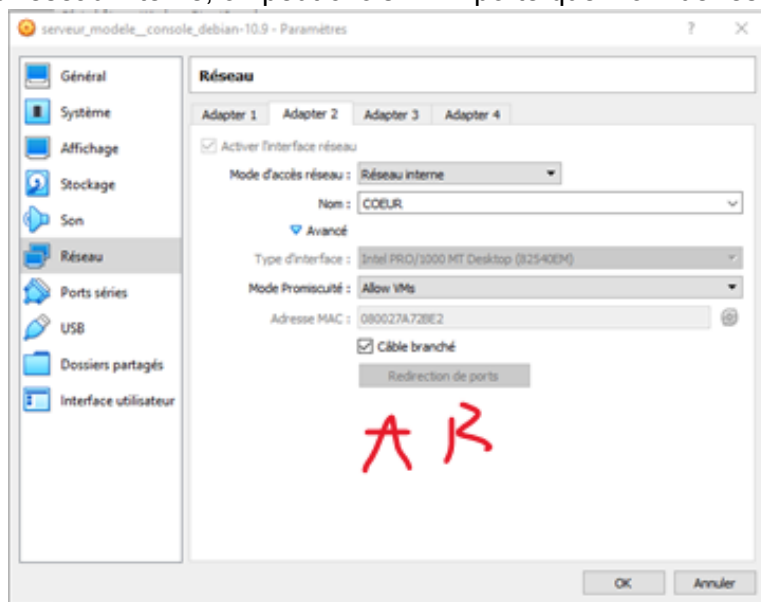 serveur_modele__console_debian-10.9 - Paramètres
Général
Système
Affichage
Stockage
Son
Réseau
Ports séries
USB
Dossiers partagés
Interface utilisateur
Réseau
Adapter 1 Adapter 2 Adapter 3 Adapter 4
Activer l'interface réseau
Mode d'accès réseau : Réseau interne
Nom : COEUR
Avancé
Type d'interface : Intel PRO/1000 MT Desktop (82540EM)
Mode Promiscuité : Allow VMs
Adresse MAC : 080027A72BE2
Câble branché
Redirection de ports
A R
OK Annuler